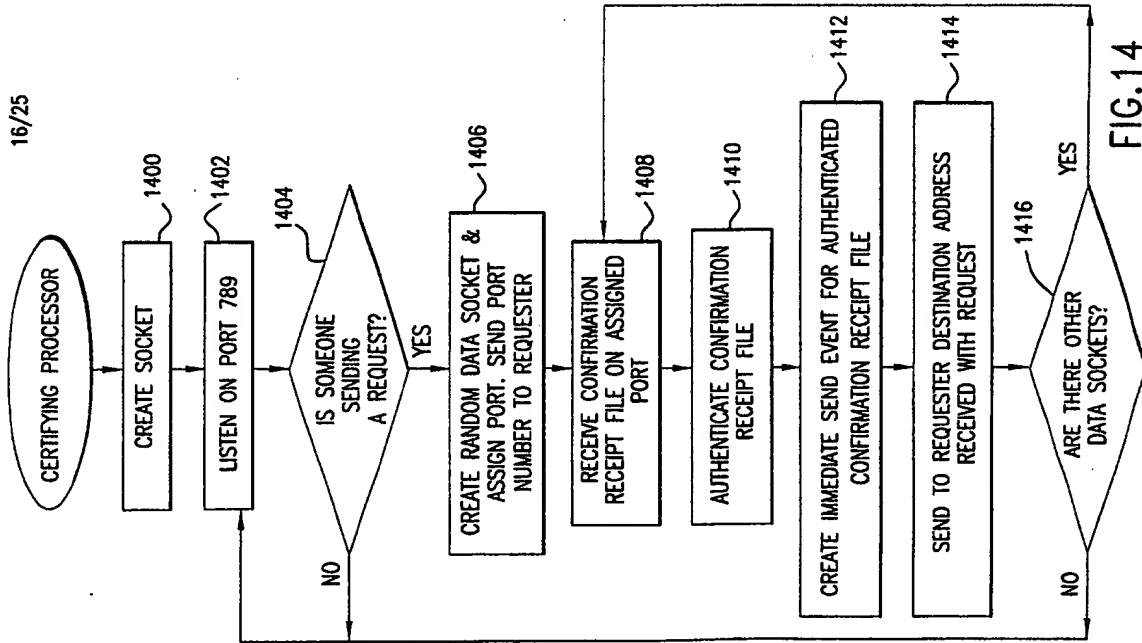 16/25
CERTIFYING PROCESSOR
CREATE SOCKET
1400
LISTEN ON PORT 789
1402
IS SOMEONE
SENDING
A REQUEST?
1404
NO
YES
CREATE RANDOM DATA SOCKET &
ASSIGN PORT. SEND PORT
NUMBER TO REQUESTER
1406
RECEIVE CONFIRMATION
RECEIPT FILE ON ASSIGNED
PORT
1408
AUTHENTICATE CONFIRMATION
RECEIPT FILE
1410
CREATE IMMEDIATE SEND EVENT FOR AUTHENTICATED
CONFIRMATION RECEIPT FILE
1412
SEND TO REQUESTER DESTINATION ADDRESS
RECEIVED WITH REQUEST
1414
ARE THERE OTHER
DATA SOCKETS?
1416
NO
YES
FIG.14